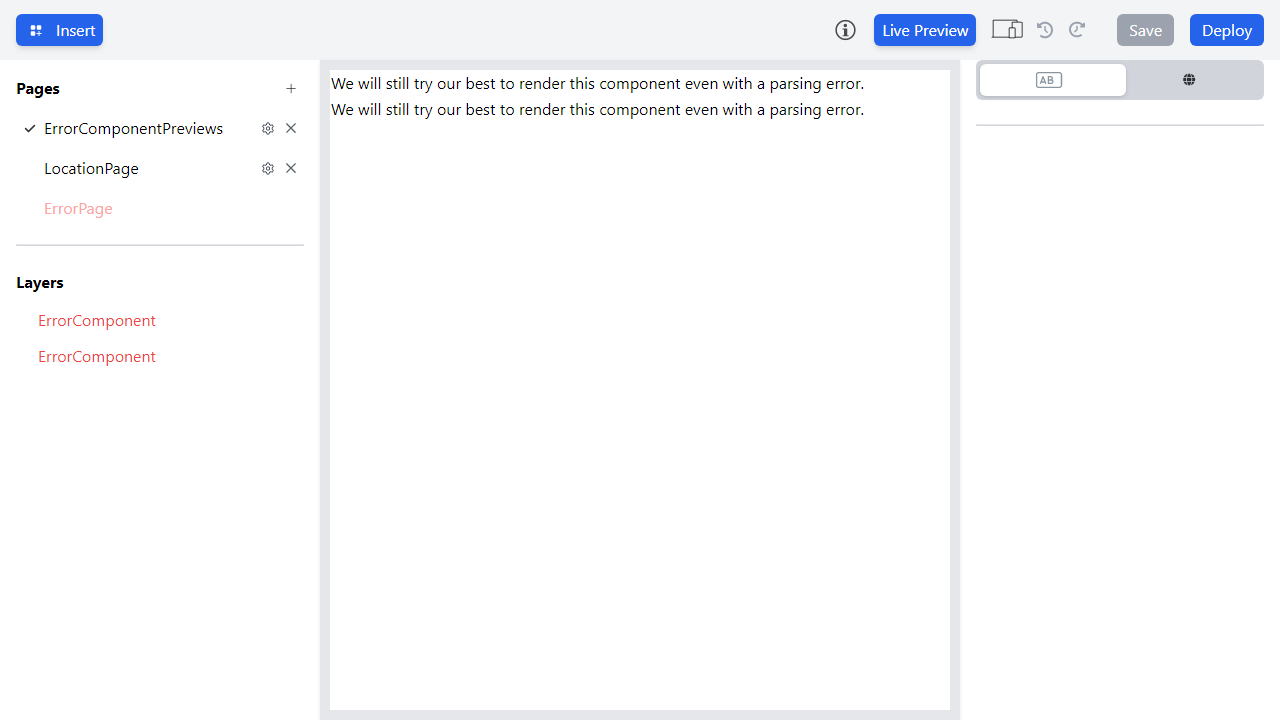 Insert
Live Preview
Save
Deploy
Pages
ErrorComponentPreviews
LocationPage
ErrorPage
Layers
ErrorComponent
ErrorComponent
We will still try our best to render this component even with a parsing error.
We will still try our best to render this component even with a parsing error.
AB